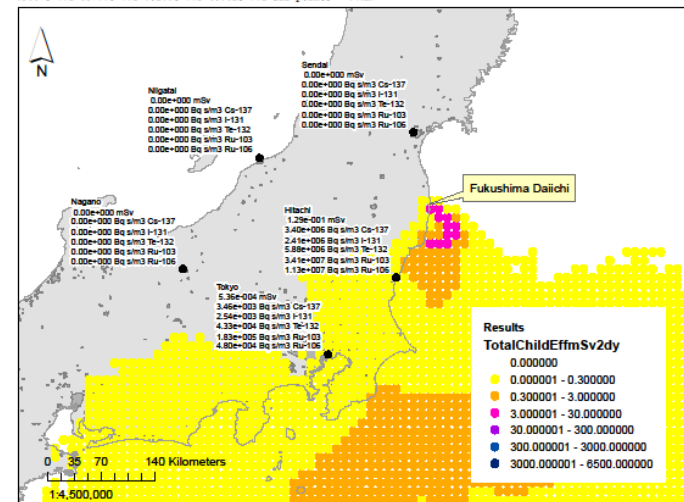 N
Sendai
0.00e+000 mSv
0.00e+000 Bq s/m3 Cs-137
0.00e+000 Bq s/m3 I-131
0.00e+000 Bq s/m3 Te-132
0.00e+000 Bq s/m3 Ru-103
0.00e+000 Bq s/m3 Ru-106
Niigatai
0.00e+000 mSv
0.00e+000 Bq s/m3 Cs-137
0.00e+000 Bq s/m3 I-131
0.00e+000 Bq s/m3 Te-132
0.00e+000 Bq s/m3 Ru-103
0.00e+000 Bq s/m3 Ru-106
Fukushima Daiichi
Nagano
0.00e+000 mSv
0.00e+000 Bq s/m3 Cs-137
0.00e+000 Bq s/m3 I-131
0.00e+000 Bq s/m3 Te-132
0.00e+000 Bq s/m3 Ru-103
0.00e+000 Bq s/m3 Ru-106
Hitachi
1.29e-001 mSv
3.40e+006 Bq s/m3 Cs-137
2.41e+006 Bq s/m3 I-131
5.88e+006 Bq s/m3 Te-132
3.41e+007 Bq s/m3 Ru-103
1.13e+007 Bq s/m3 Ru-106
Tokyo
5.36e-004 mSv
3.46e+003 Bq s/m3 Cs-137
2.54e+003 Bq s/m3 I-131
4.33e+004 Bq s/m3 Te-132
1.83e+005 Bq s/m3 Ru-103
4.80e+004 Bq s/m3 Ru-106
Results
TotalChildEffmSv2dy
0.000000
0.000001 - 0.300000
0.300001 - 3.000000
3.000001 - 30.000000
30.000001 - 300.000000
300.000001 - 3000.000000
3000.000001 - 6500.000000
0 35 70 140 Kilometers
1:4,500,000